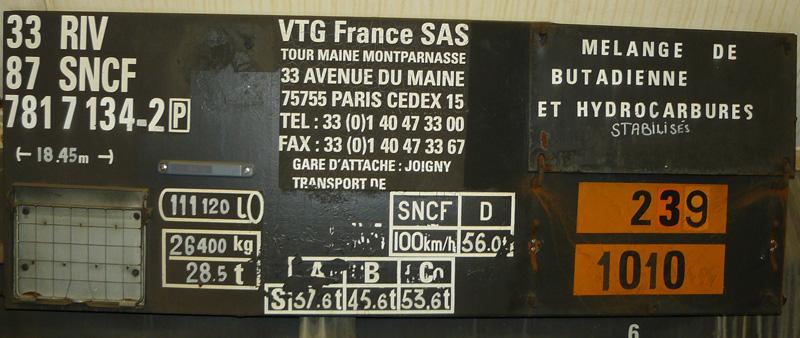 33 RIV
87 SNCF
781 7 134-2 P
(← 18.45m →)
VTG France SAS
TOUR MAINE MONTPARNASSE
33 AVENUE DU MAINE
75755 PARIS CEDEX 15
TEL : 33 (0)1 40 47 33 00
FAX : 33 (0)1 40 47 33 67
GARE D'ATTACHE : JOIGNY
TRANSPORT DE
MELANGE DE
BUTADIENNE
ET HYDROCARBURES
STABILISÉS
111 120 L
26400 kg
28.5 t
SNCF D
100km/h 56.0
A B C
S 37.6t 45.6t 53.6t
239
1010
6